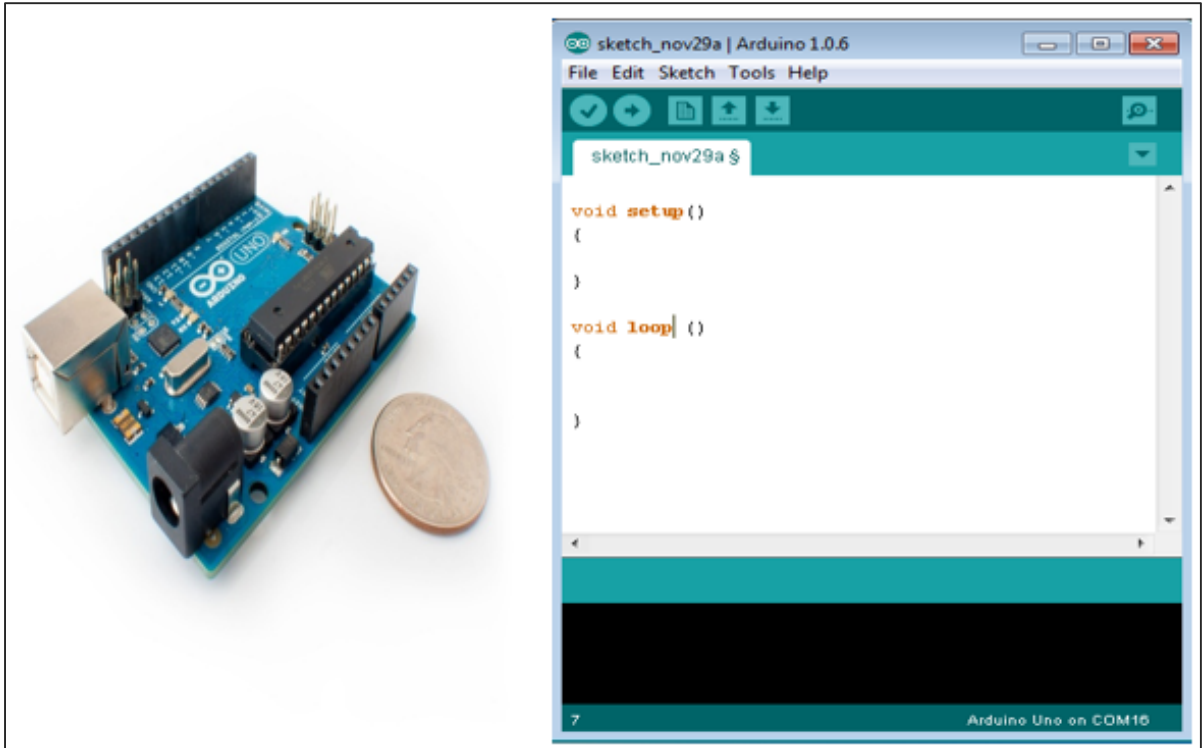 ARDUINO
UNO
sketch_nov29a | Arduino 1.0.6
File Edit Sketch Tools Help
sketch_nov29a §
void setup()
{
}
void loop ()
{
}
7
Arduino Uno on COM16